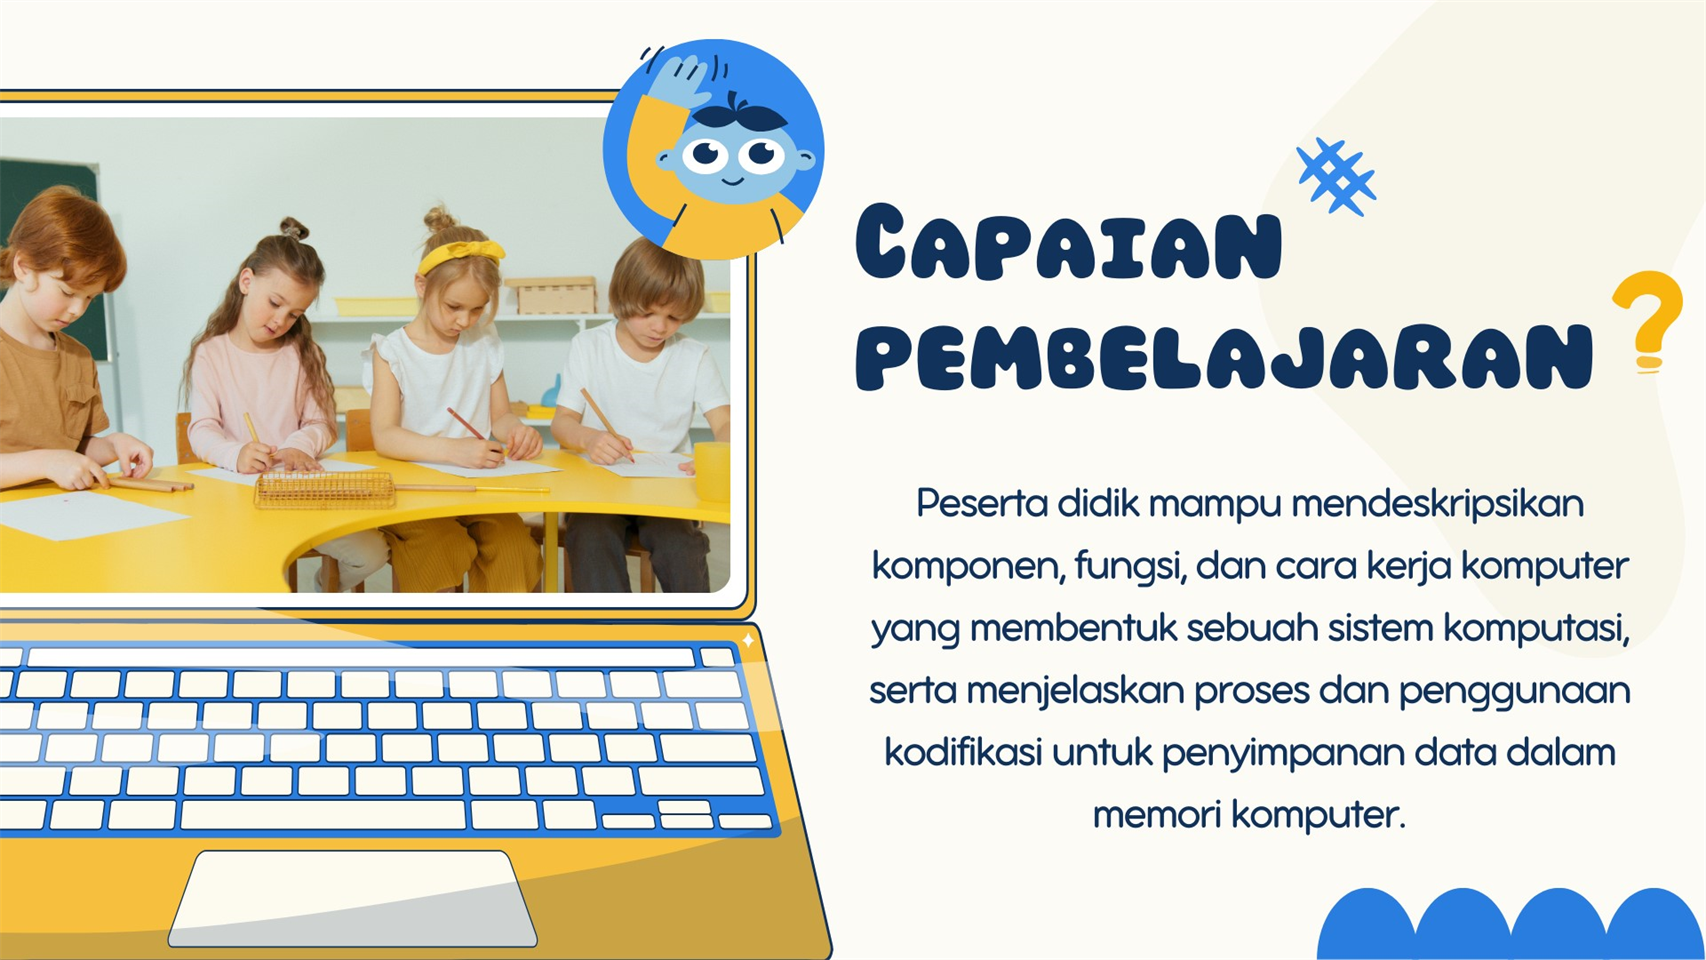 CAPAIAN
PEMBELAJARAN
?
Peserta didik mampu mendeskripsikan
komponen, fungsi, dan cara kerja komputer
yang membentuk sebuah sistem komputasi,
serta menjelaskan proses dan penggunaan
kodifikasi untuk penyimpanan data dalam
memori komputer.